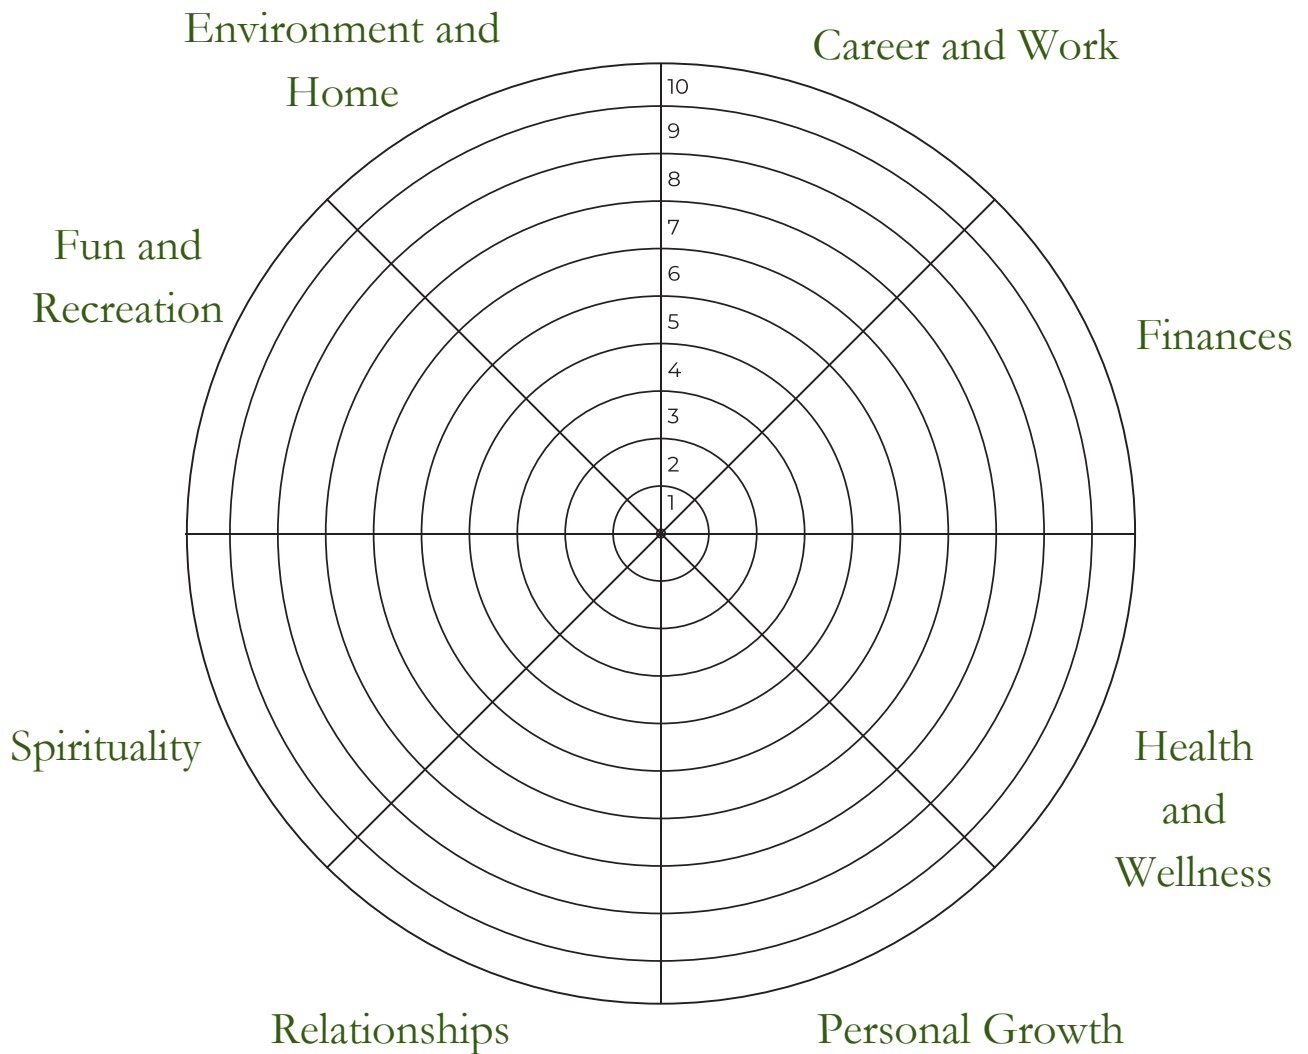 Environment and
Home
Career and Work
10
9
8
7
6
5
4
3
2
1
Fun and
Recreation
Finances
Spirituality
Health
and
Wellness
Relationships
Personal Growth